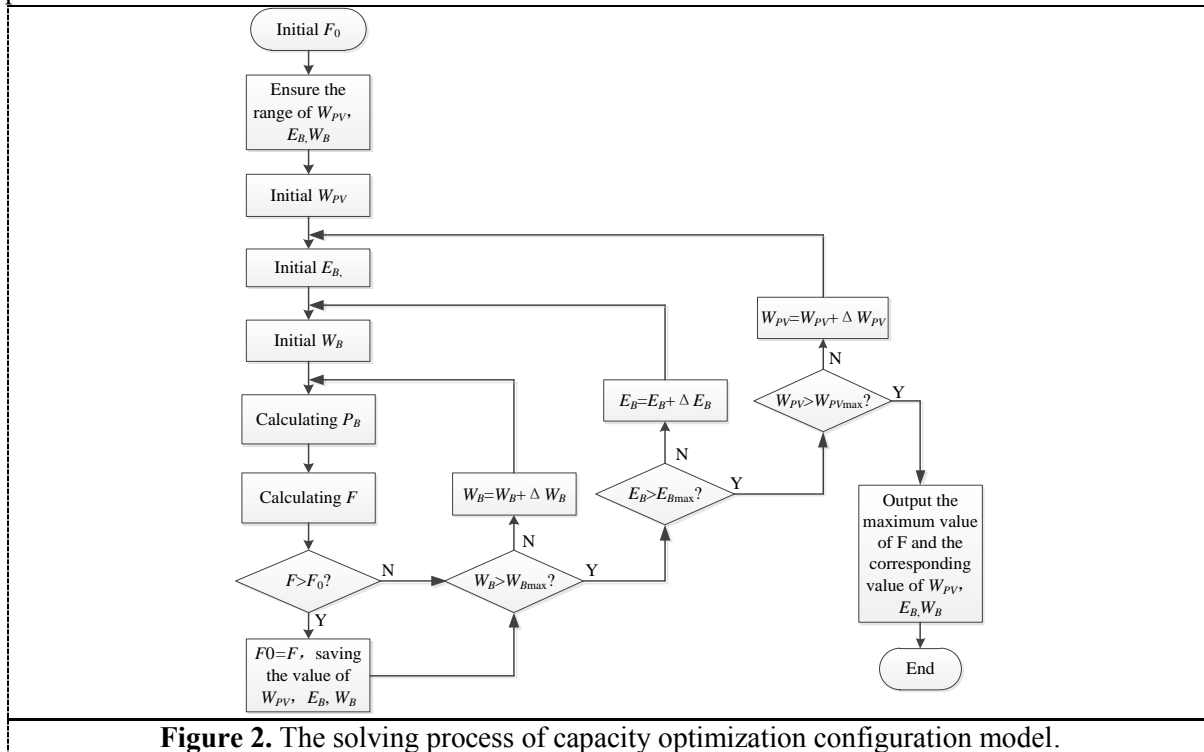 Initial F0
Ensure the
range of WPV,
EB,WB
Initial WPV
Initial EB,
Initial WB
Calculating PB
Calculating F
F>F0?
N
Y
F0=F，saving
the value of
WPV， EB, WB
WB=WB+ Δ WB
N
WB>WBmax?
Y
EB=EB+ Δ EB
N
EB>EBmax?
Y
WPV=WPV+ Δ WPV
N
WPV>WPVmax?
Y
Output the
maximum value
of F and the
corresponding
value of WPV，
EB,WB
End
Figure 2. The solving process of capacity optimization configuration model.